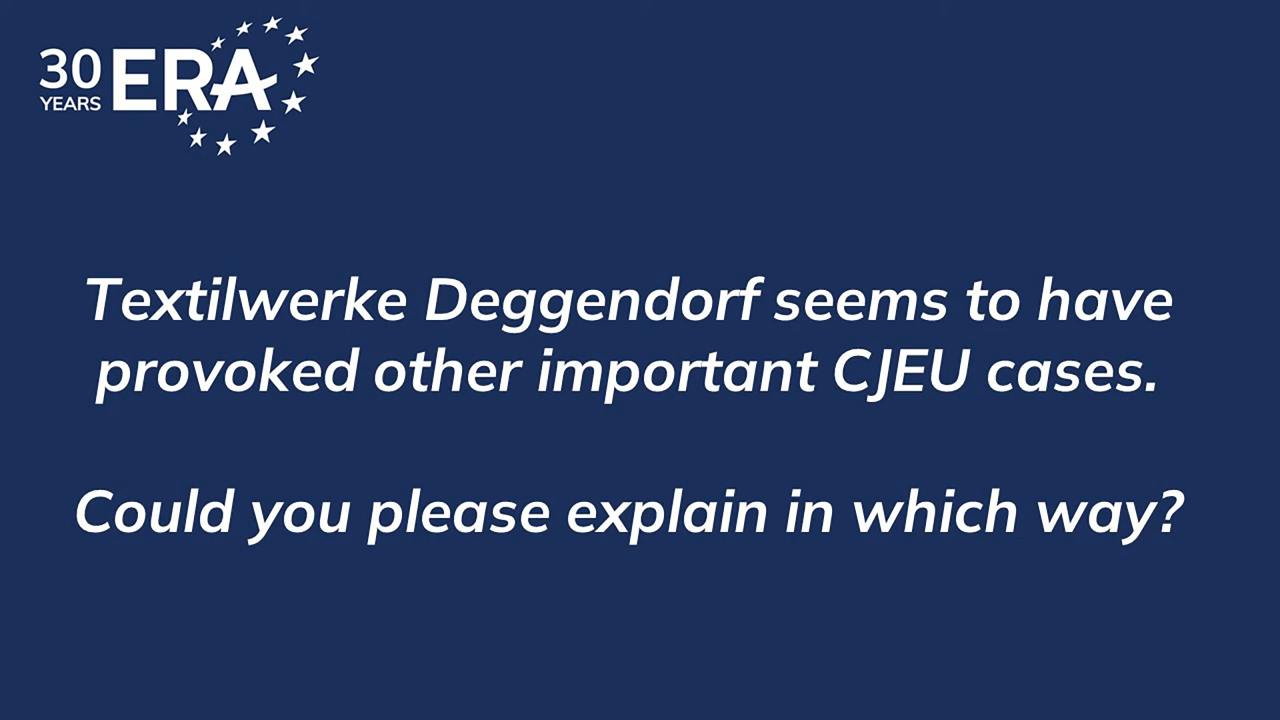 30
YEARS
ERA
Textilwerke Deggendorf seems to have
provoked other important CJEU cases.
Could you please explain in which way?